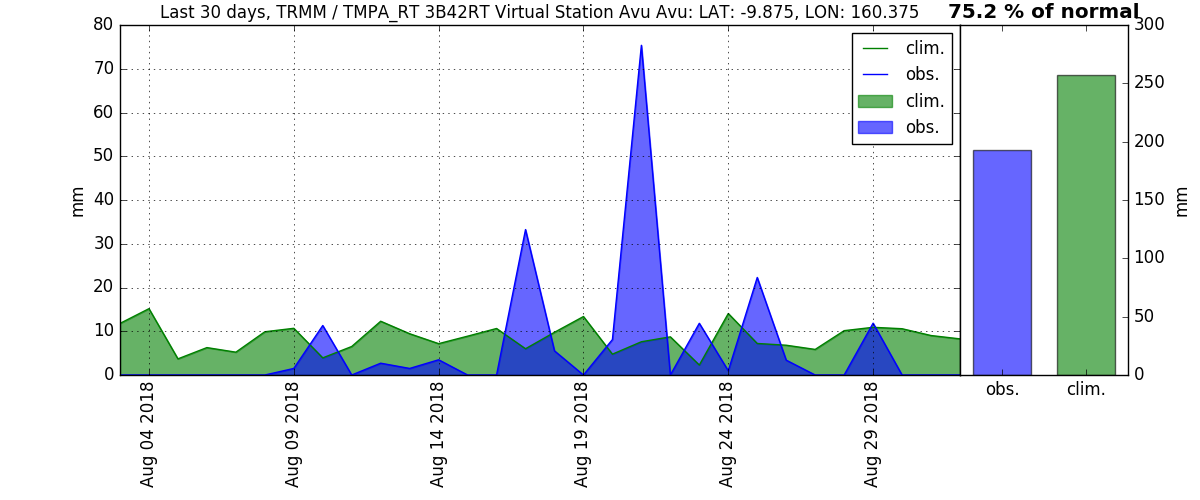 Last 30 days, TRMM / TMPA_RT 3B42RT Virtual Station Avu Avu: LAT: -9.875, LON: 160.375
75.2 % of normal
80
70
60
50
40
30
20
10
0
mm
clim.
obs.
clim.
obs.
Aug 04 2018
Aug 09 2018
Aug 14 2018
Aug 19 2018
Aug 24 2018
Aug 29 2018
300
250
200
150
100
50
0
mm
obs.
clim.